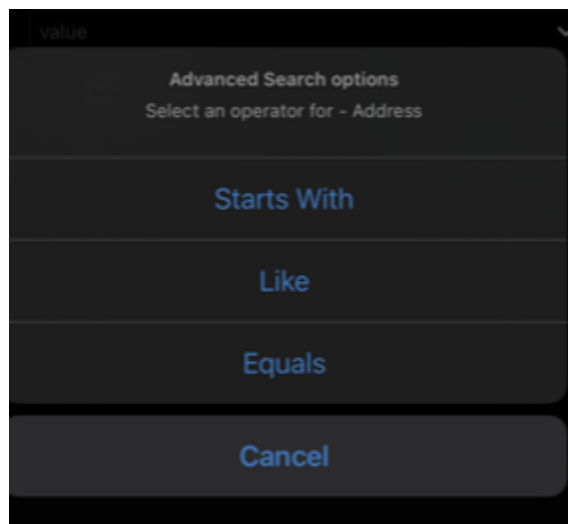 value
Advanced Search options
Select an operator for - Address
Starts With
Like
Equals
Cancel